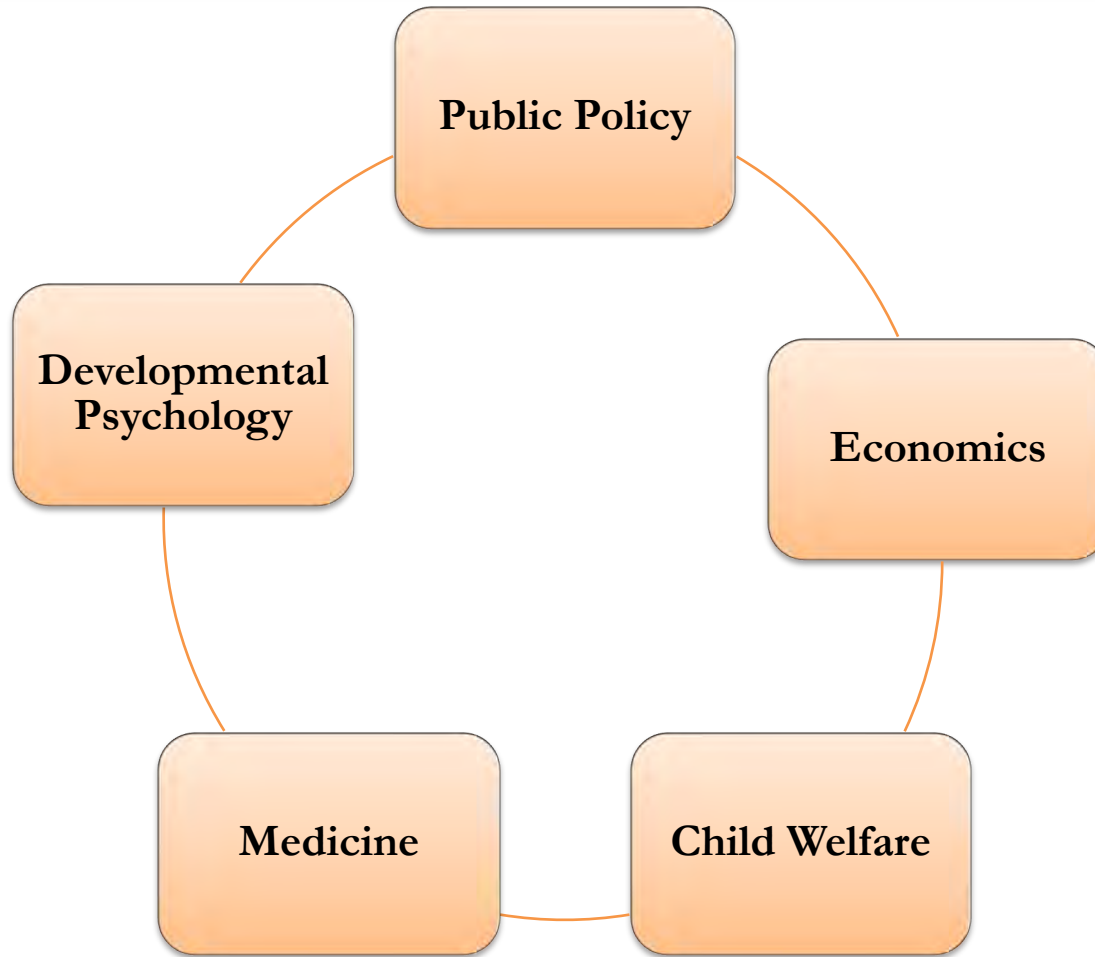 Public Policy
Developmental
Psychology
Economics
Medicine
Child Welfare